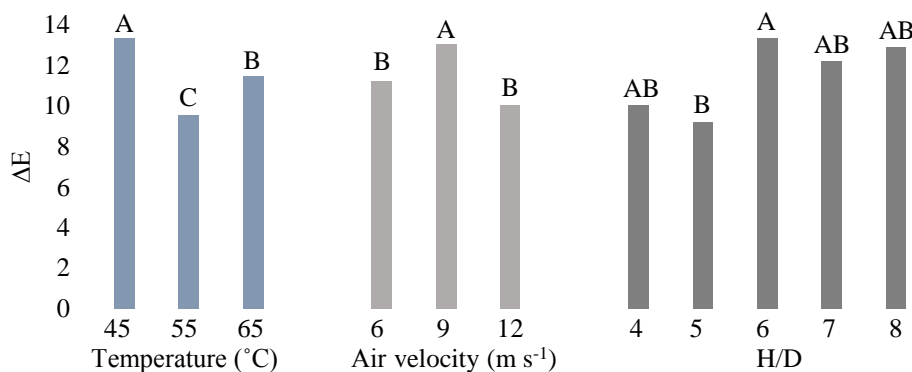 14
12
10
8
6
4
2
0
ΔE
A
C
B
B
A
B
AB
B
A
AB
AB
45 55 65
6 9 12
4 5 6 7 8
Temperature (˚C)
Air velocity (m s-1)
H/D